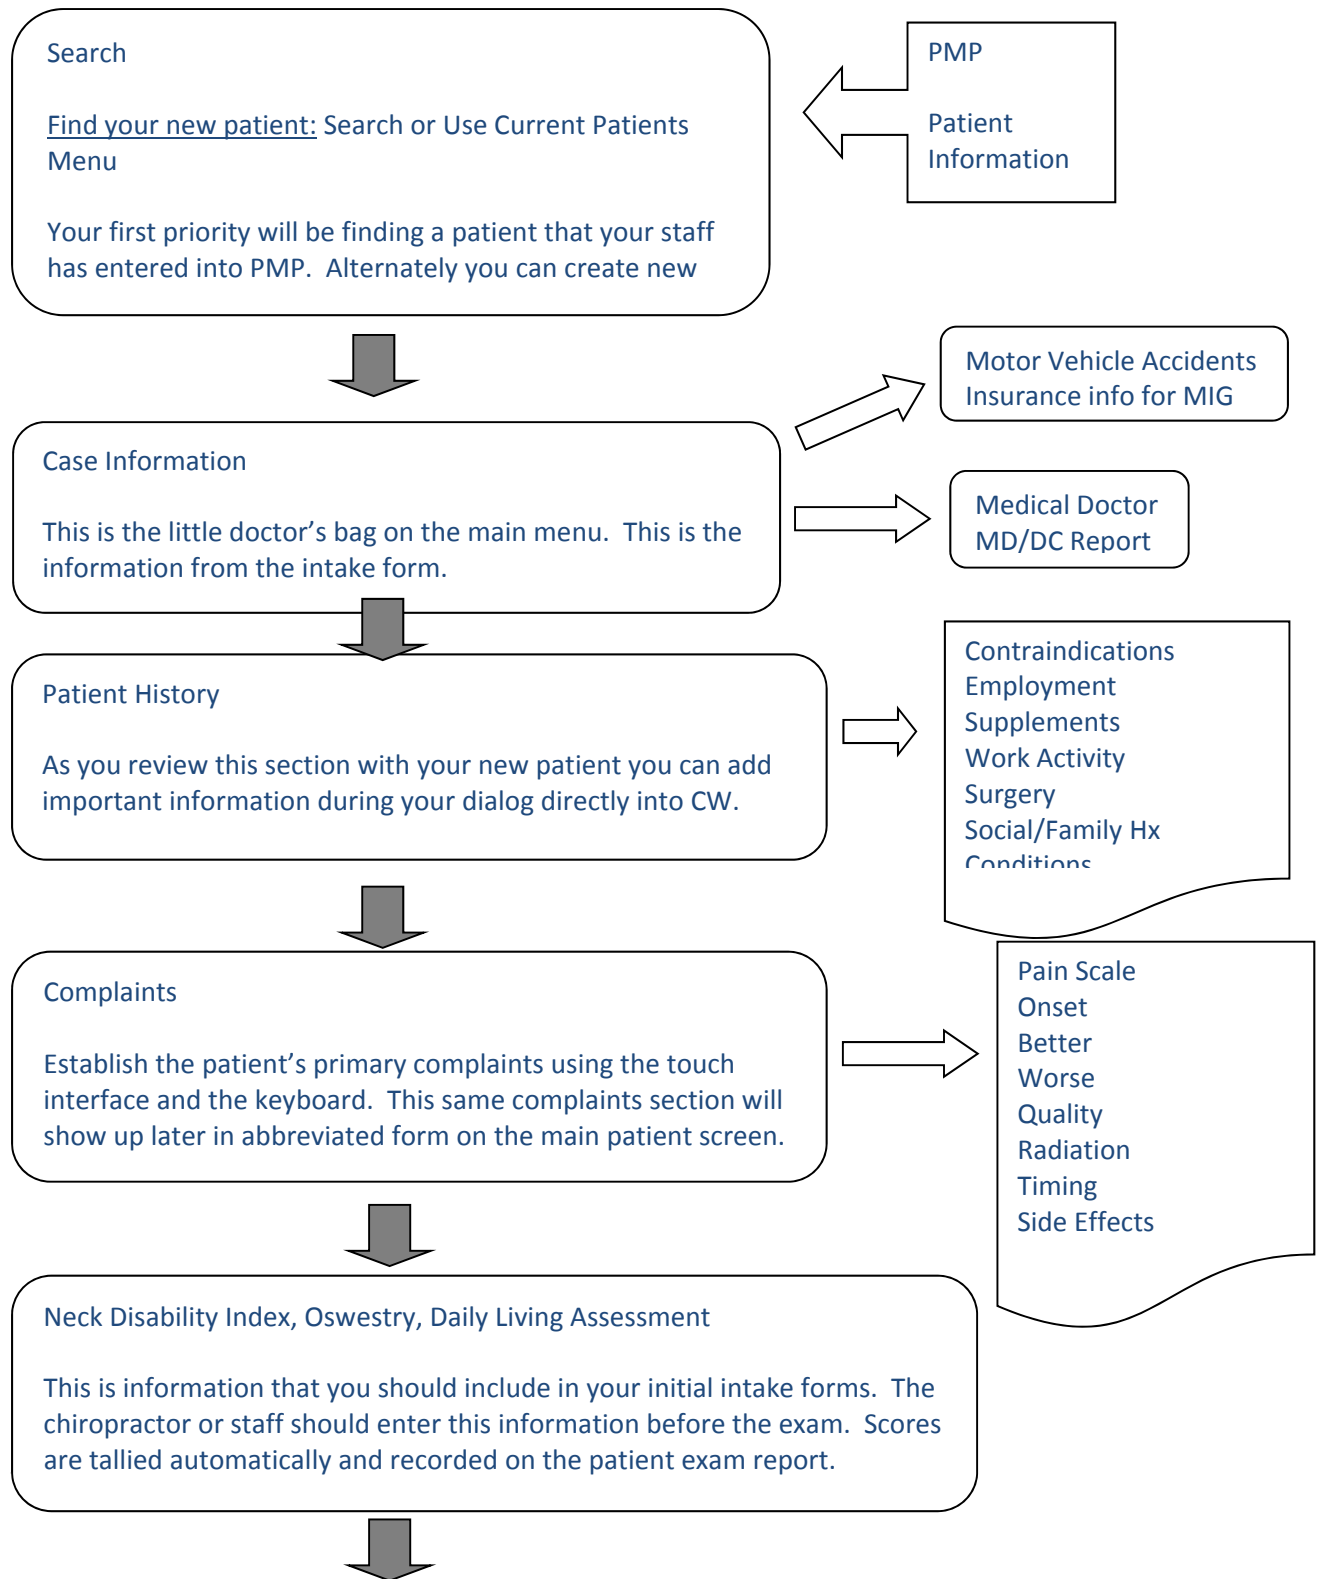 Search
Find your new patient: Search or Use Current Patients
Menu
Your first priority will be finding a patient that your staff
has entered into PMP.  Alternately you can create new
PMP
Patient
Information
Case Information
This is the little doctor’s bag on the main menu.  This is the
information from the intake form.
Motor Vehicle Accidents
Insurance info for MIG
Medical Doctor
MD/DC Report
Patient History
As you review this section with your new patient you can add
important information during your dialog directly into CW.
Contraindications
Employment
Supplements
Work Activity
Surgery
Social/Family Hx
Conditions
Complaints
Establish the patient’s primary complaints using the touch
interface and the keyboard.  This same complaints section will
show up later in abbreviated form on the main patient screen.
Pain Scale
Onset
Better
Worse
Quality
Radiation
Timing
Side Effects
Neck Disability Index, Oswestry, Daily Living Assessment
This is information that you should include in your initial intake forms.  The
chiropractor or staff should enter this information before the exam.  Scores
are tallied automatically and recorded on the patient exam report.